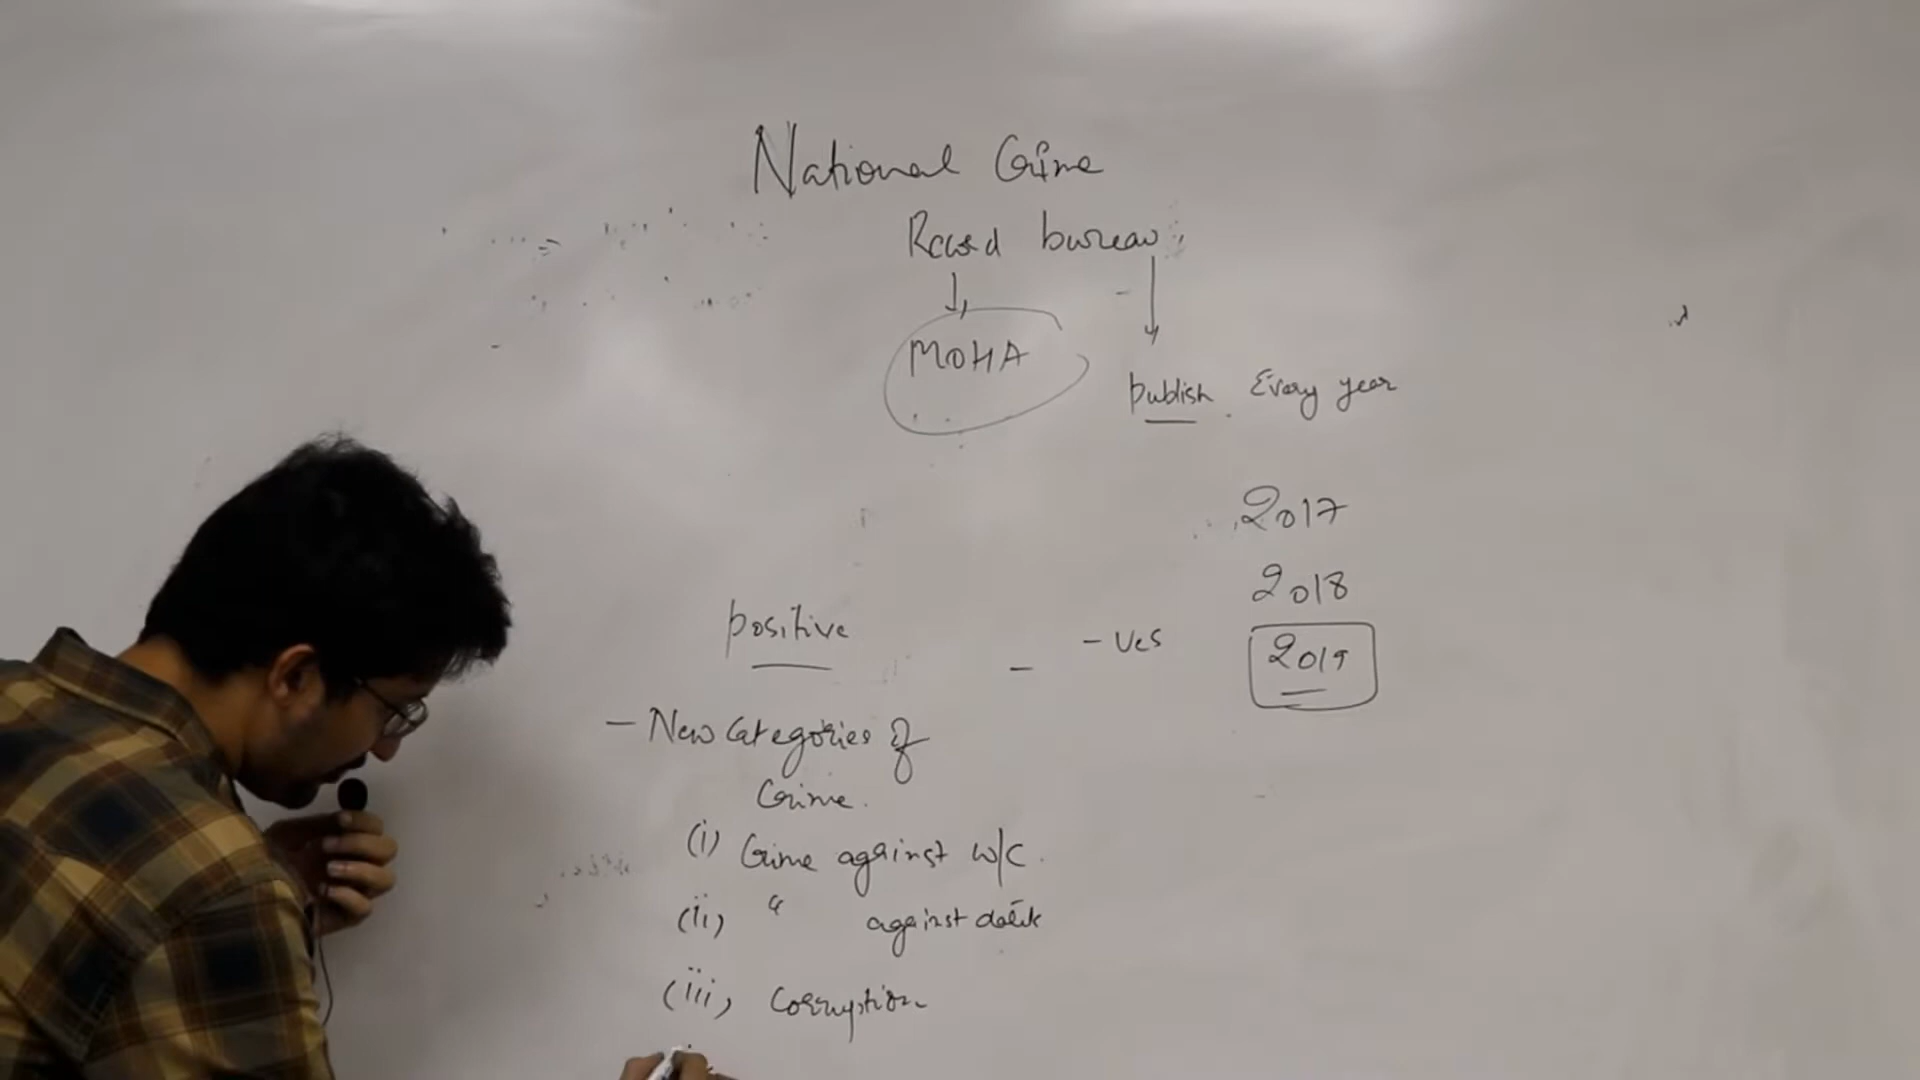 National Crime
Record bureau
MOHA
publish Every year
2017
2018
2019
positive
- - ves
- New Categories of
Crime.
(i) Crime against w/c.
(ii) " against dalit
(iii) Corruption